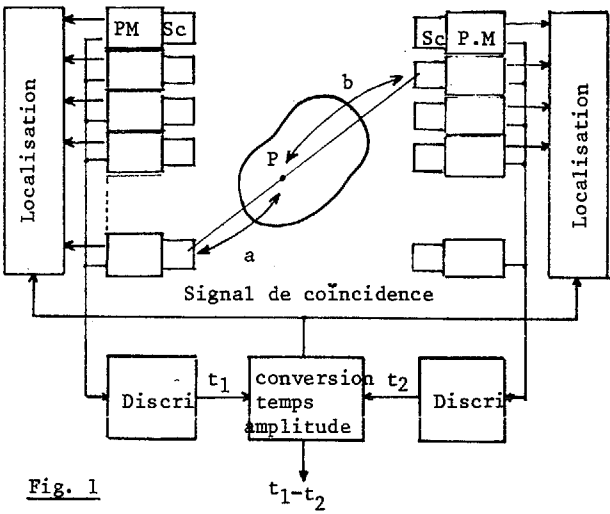 PM Sc
Sc P.M
Localisation
Localisation
b
P
a
Signal de coïncidence
Discri
t1
conversion
temps
amplitude
t2
Discri
Fig. 1
t1-t2